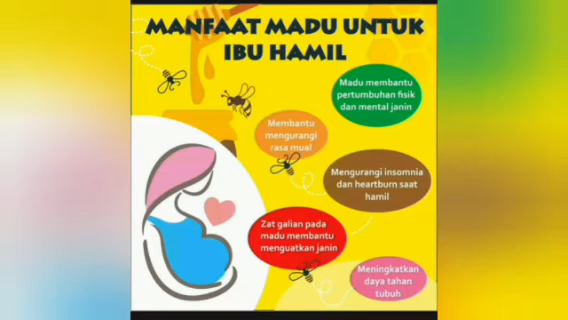 MANFAAT MADU UNTUK
IBU HAMIL
Madu membantu
pertumbuhan fisik
dan mental janin
Membantu
mengurangi
rasa mual
Mengurangi insomnia
dan heartburn saat
hamil
Zat galian pada
madu membantu
menguatkan janin
Meningkatkan
daya tahan
tubuh